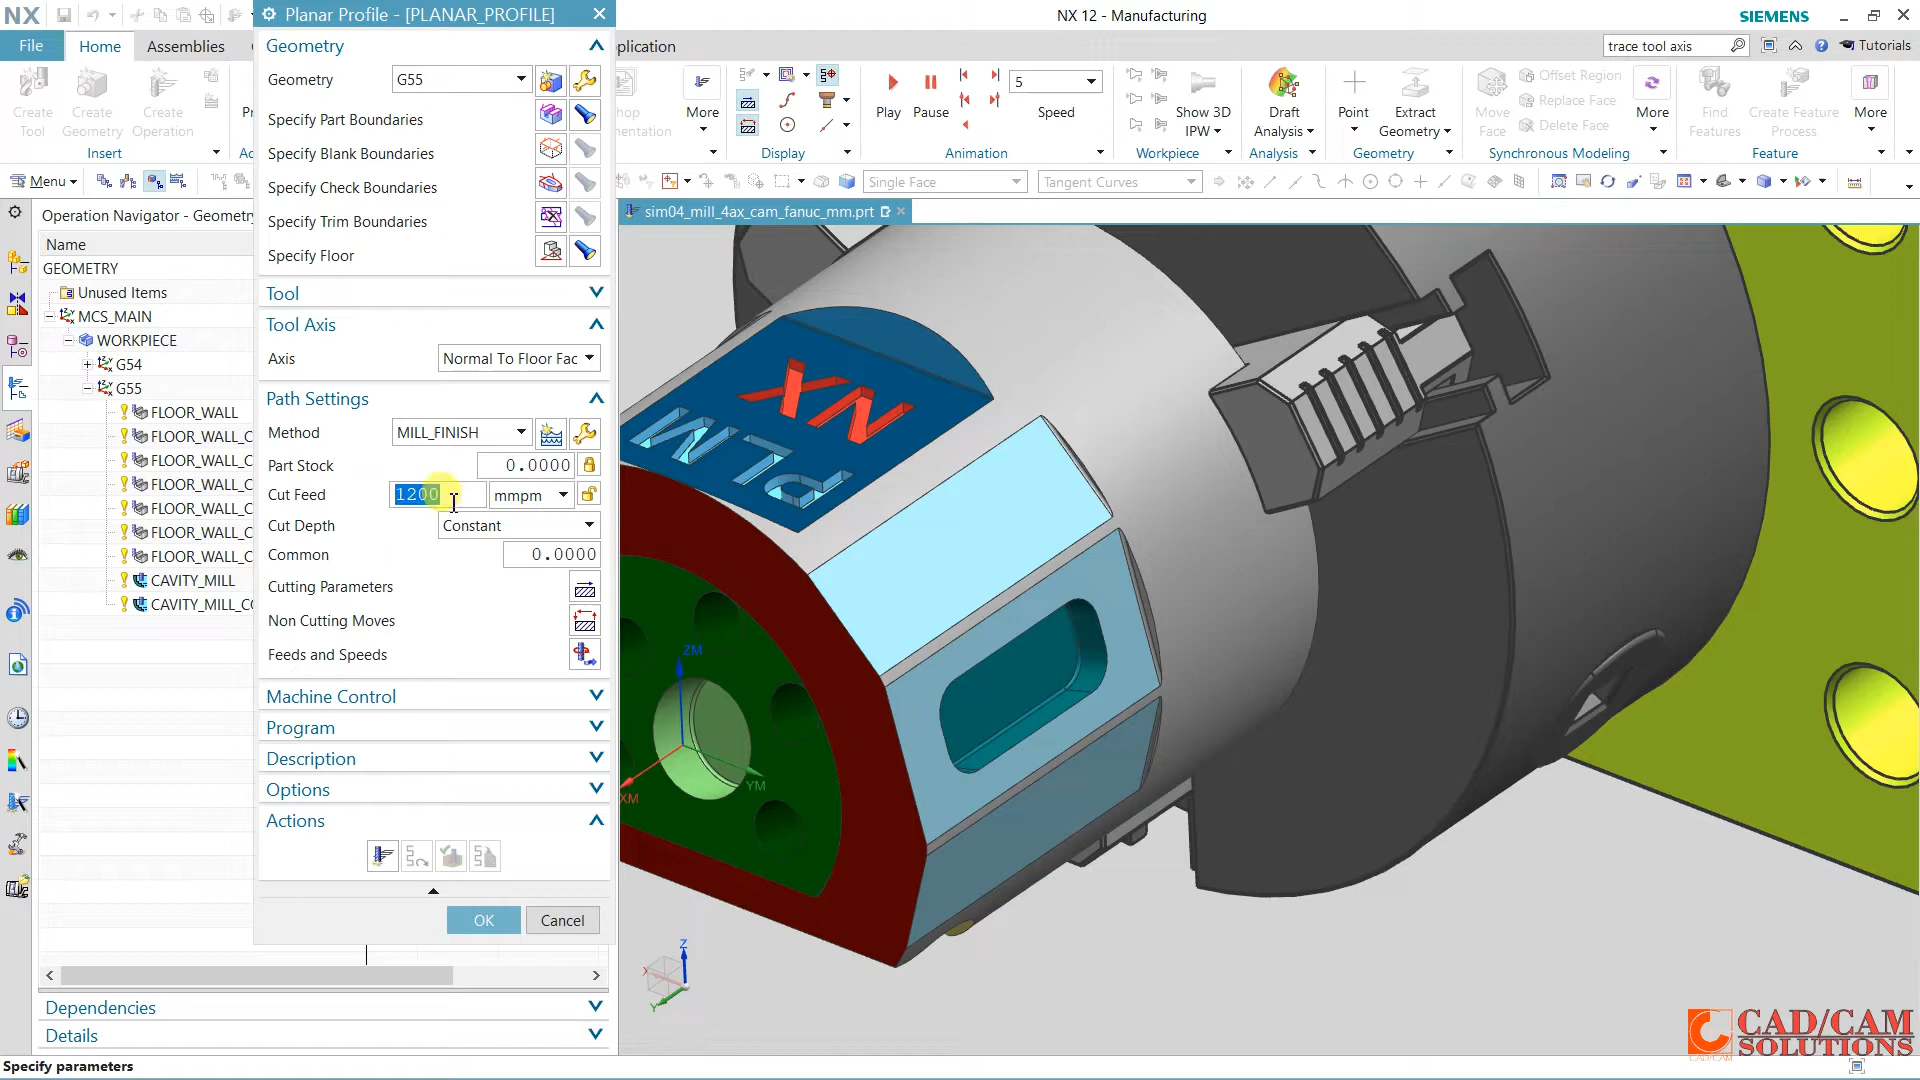 NX
Planar Profile - [PLANAR_PROFILE]
NX 12 - Manufacturing
SIEMENS
File
Home
Assemblies
plication
trace tool axis
Tutorials
Create Tool
Create Geometry
Create Operation
Insert
More
Play
Pause
5
Speed
Display
Animation
Show 3D IPW
Workpiece
Draft Analysis
Analysis
Point
Extract Geometry
Geometry
Move Face
Offset Region
Replace Face
Delete Face
More
Synchronous Modeling
Find Features
Create Feature Process
More
Feature
Menu
Single Face
Tangent Curves
Operation Navigator - Geometry
sim04_mill_4ax_cam_fanuc_mm.prt
Name
GEOMETRY
Unused Items
MCS_MAIN
WORKPIECE
G54
G55
FLOOR_WALL
FLOOR_WALL_C
FLOOR_WALL_C
FLOOR_WALL_C
FLOOR_WALL_C
FLOOR_WALL_C
FLOOR_WALL_C
CAVITY_MILL
CAVITY_MILL_CO
Geometry
Geometry
G55
Specify Part Boundaries
Specify Blank Boundaries
Specify Check Boundaries
Specify Trim Boundaries
Specify Floor
Tool
Tool Axis
Axis
Normal To Floor Fac
Path Settings
Method
MILL_FINISH
Part Stock
0.0000
Cut Feed
1200
mmpm
Cut Depth
Constant
Common
0.0000
Cutting Parameters
Non Cutting Moves
Feeds and Speeds
Machine Control
Program
Description
Options
Actions
OK
Cancel
Dependencies
Details
Specify parameters
NX
PLM
ZM
YM
XM
Z
X
Y
CAD/CAM
SOLUTIONS